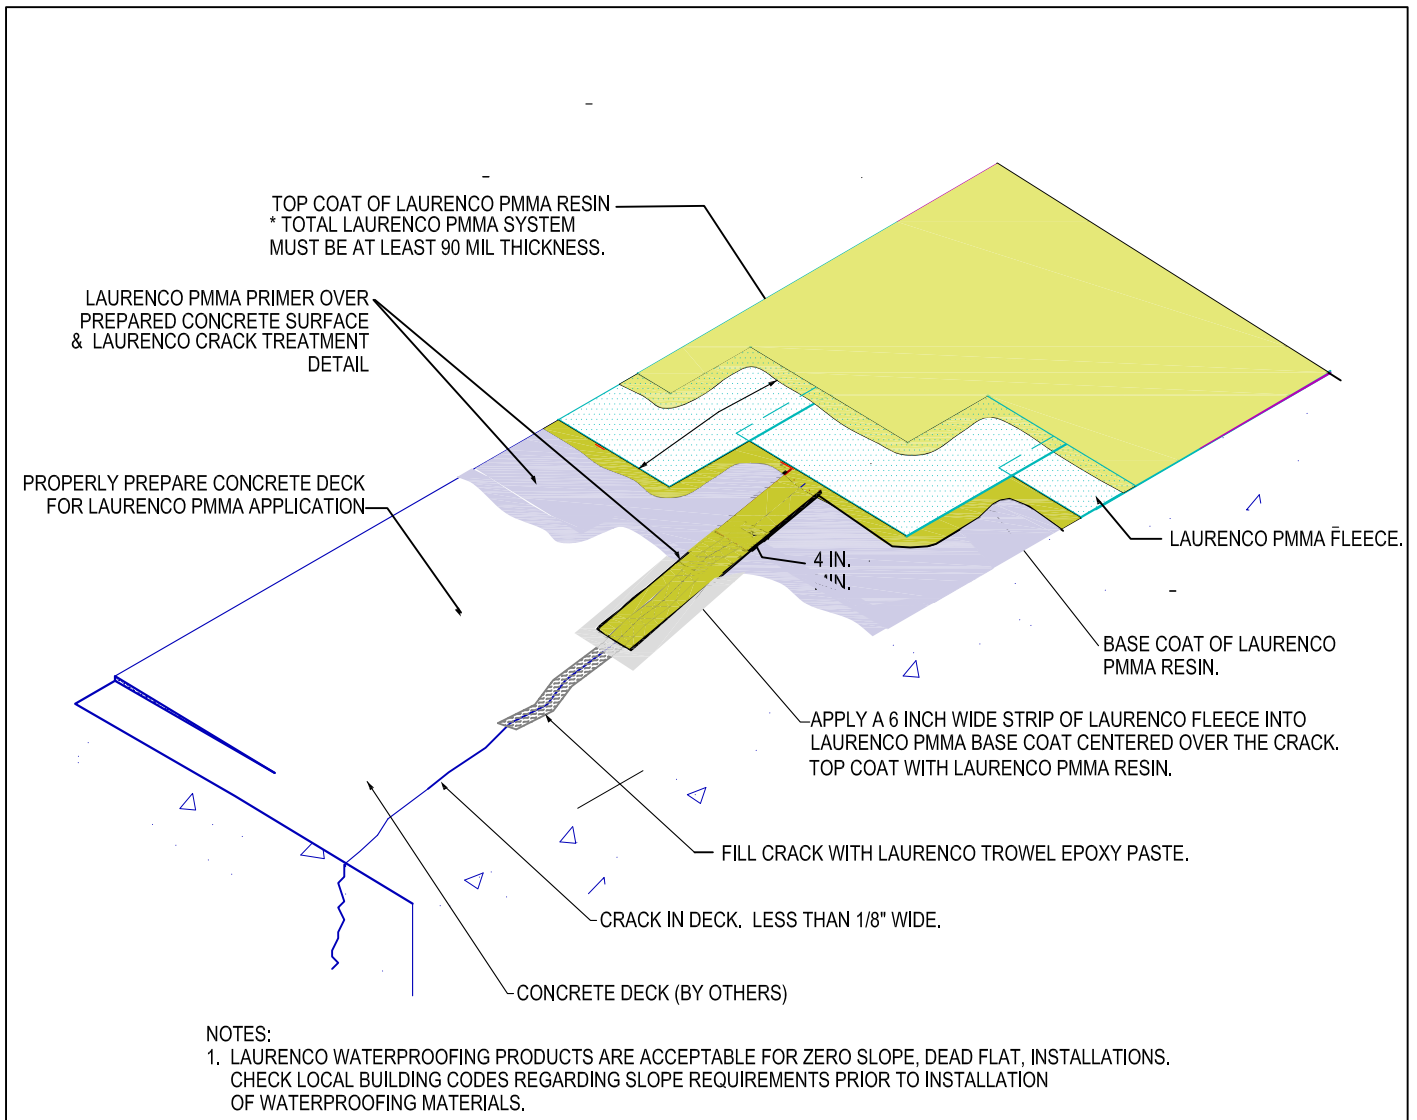 TOP COAT OF LAURENCO PMMA RESIN
* TOTAL LAURENCO PMMA SYSTEM
MUST BE AT LEAST 90 MIL THICKNESS.
LAURENCO PMMA PRIMER OVER
PREPARED CONCRETE SURFACE
& LAURENCO CRACK TREATMENT
DETAIL
PROPERLY PREPARE CONCRETE DECK
FOR LAURENCO PMMA APPLICATION
LAURENCO PMMA FLEECE.
4 IN.
BASE COAT OF LAURENCO
PMMA RESIN.
APPLY A 6 INCH WIDE STRIP OF LAURENCO FLEECE INTO
LAURENCO PMMA BASE COAT CENTERED OVER THE CRACK.
TOP COAT WITH LAURENCO PMMA RESIN.
FILL CRACK WITH LAURENCO TROWEL EPOXY PASTE.
CRACK IN DECK. LESS THAN 1/8" WIDE.
CONCRETE DECK (BY OTHERS)
NOTES:
1. LAURENCO WATERPROOFING PRODUCTS ARE ACCEPTABLE FOR ZERO SLOPE, DEAD FLAT, INSTALLATIONS.
CHECK LOCAL BUILDING CODES REGARDING SLOPE REQUIREMENTS PRIOR TO INSTALLATION
OF WATERPROOFING MATERIALS.